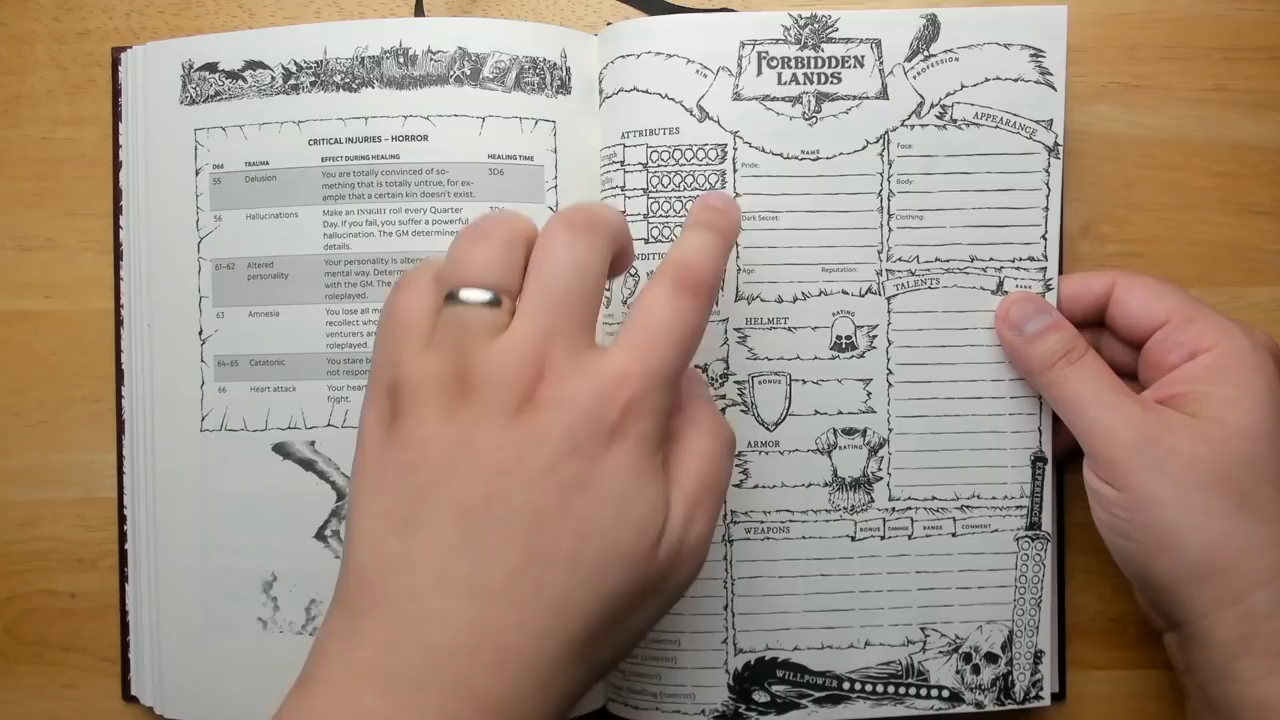 CRITICAL INJURIES – HORROR
D66 TRAUMA EFFECT DURING HEALING HEALING TIME
55 Delusion You are totally convinced of so- 3D6
mething that is totally untrue, for ex-
ample that a certain kin doesn't exist.
56 Hallucinations Make an INSIGHT roll every Quarter
Day. If you fail, you suffer a powerful
hallucination. The GM determines
details.
61–62 Altered Your personality is altered
personality mental way.
with the GM. The
roleplayed.
63 Amnesia You lose all
recollect who
venturers are
roleplayed.
64–65 Catatonic You stare
not
66 Heart attack Your
fright.
KIN
FORBIDDEN
LANDS
PROFESSION
NAME
ATTRIBUTES
Pride:
Dark Secret:
Age: Reputation:
APPEARANCE
Face:
Body:
Clothing:
TALENTS RANK
HELMET RATING
BONUS
ARMOR RATING
WEAPONS BONUS DAMAGE RANGE COMMENT
EXPERIENCE
WILLPOWER